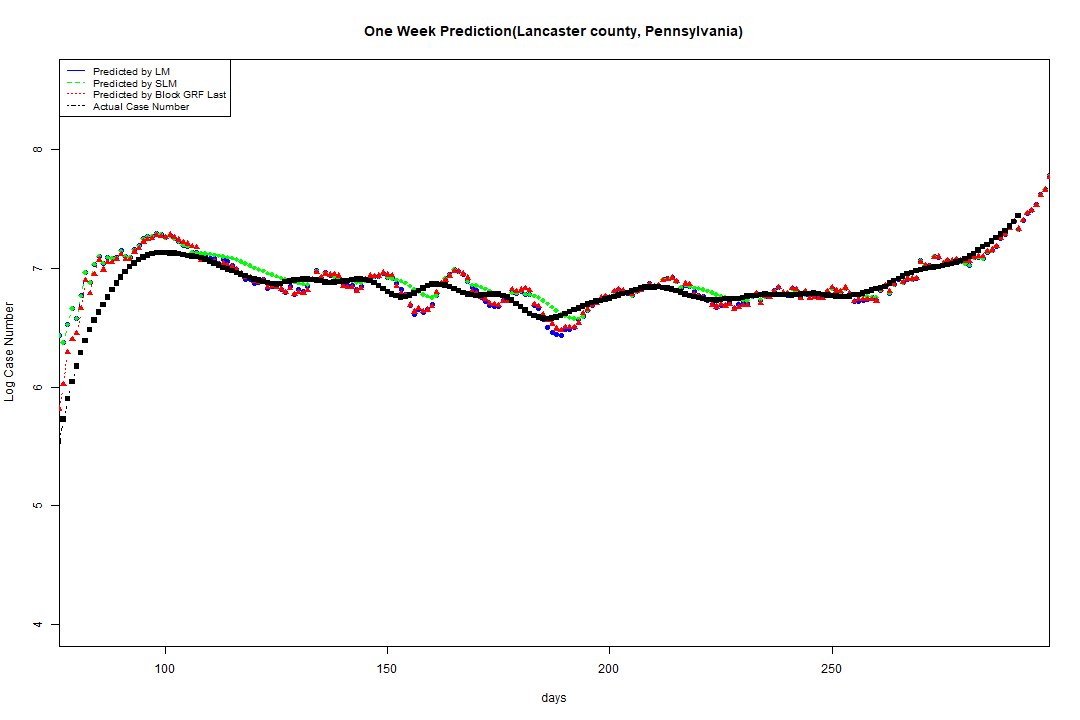 One Week Prediction(Lancaster county, Pennsylvania)
Predicted by LM
Predicted by SLM
Predicted by Block GRF Last
Actual Case Number
Log Case Number
8
7
6
5
4
100 150 200 250
days